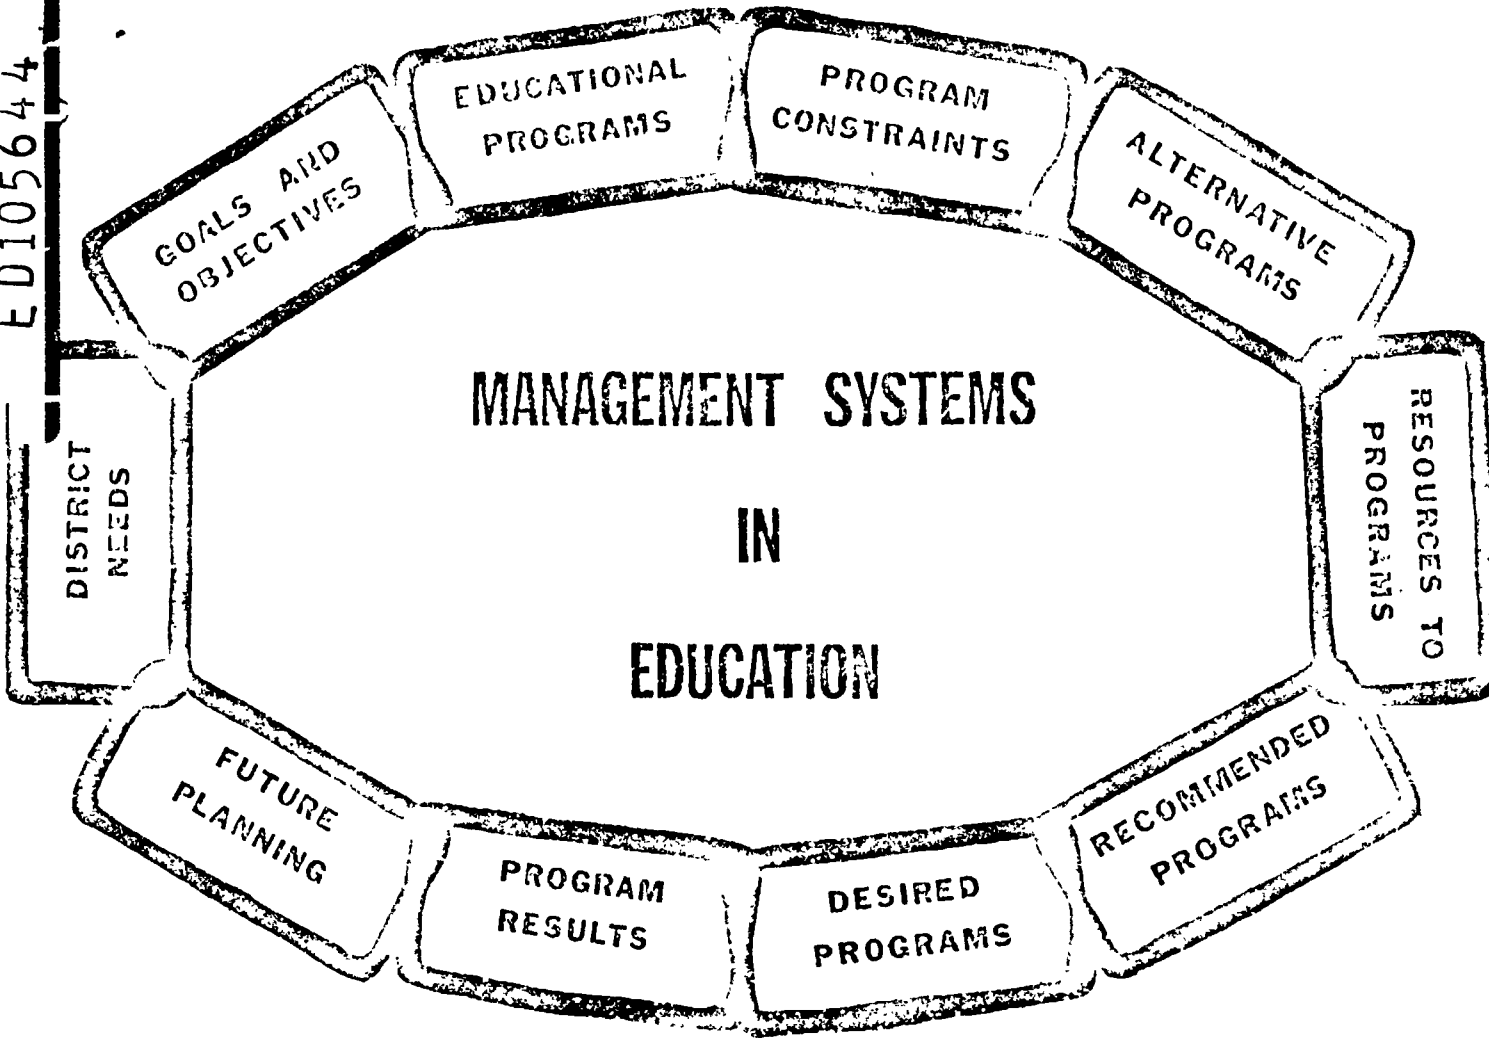 ED105644
EDUCATIONAL
PROGRAMS
PROGRAM
CONSTRAINTS
GOALS AND
OBJECTIVES
ALTERNATIVE
PROGRAMS
MANAGEMENT SYSTEMS
IN
EDUCATION
DISTRICT
NEEDS
RESOURCES TO
PROGRAMS
FUTURE
PLANNING
PROGRAM
RESULTS
DESIRED
PROGRAMS
RECOMMENDED
PROGRAMS